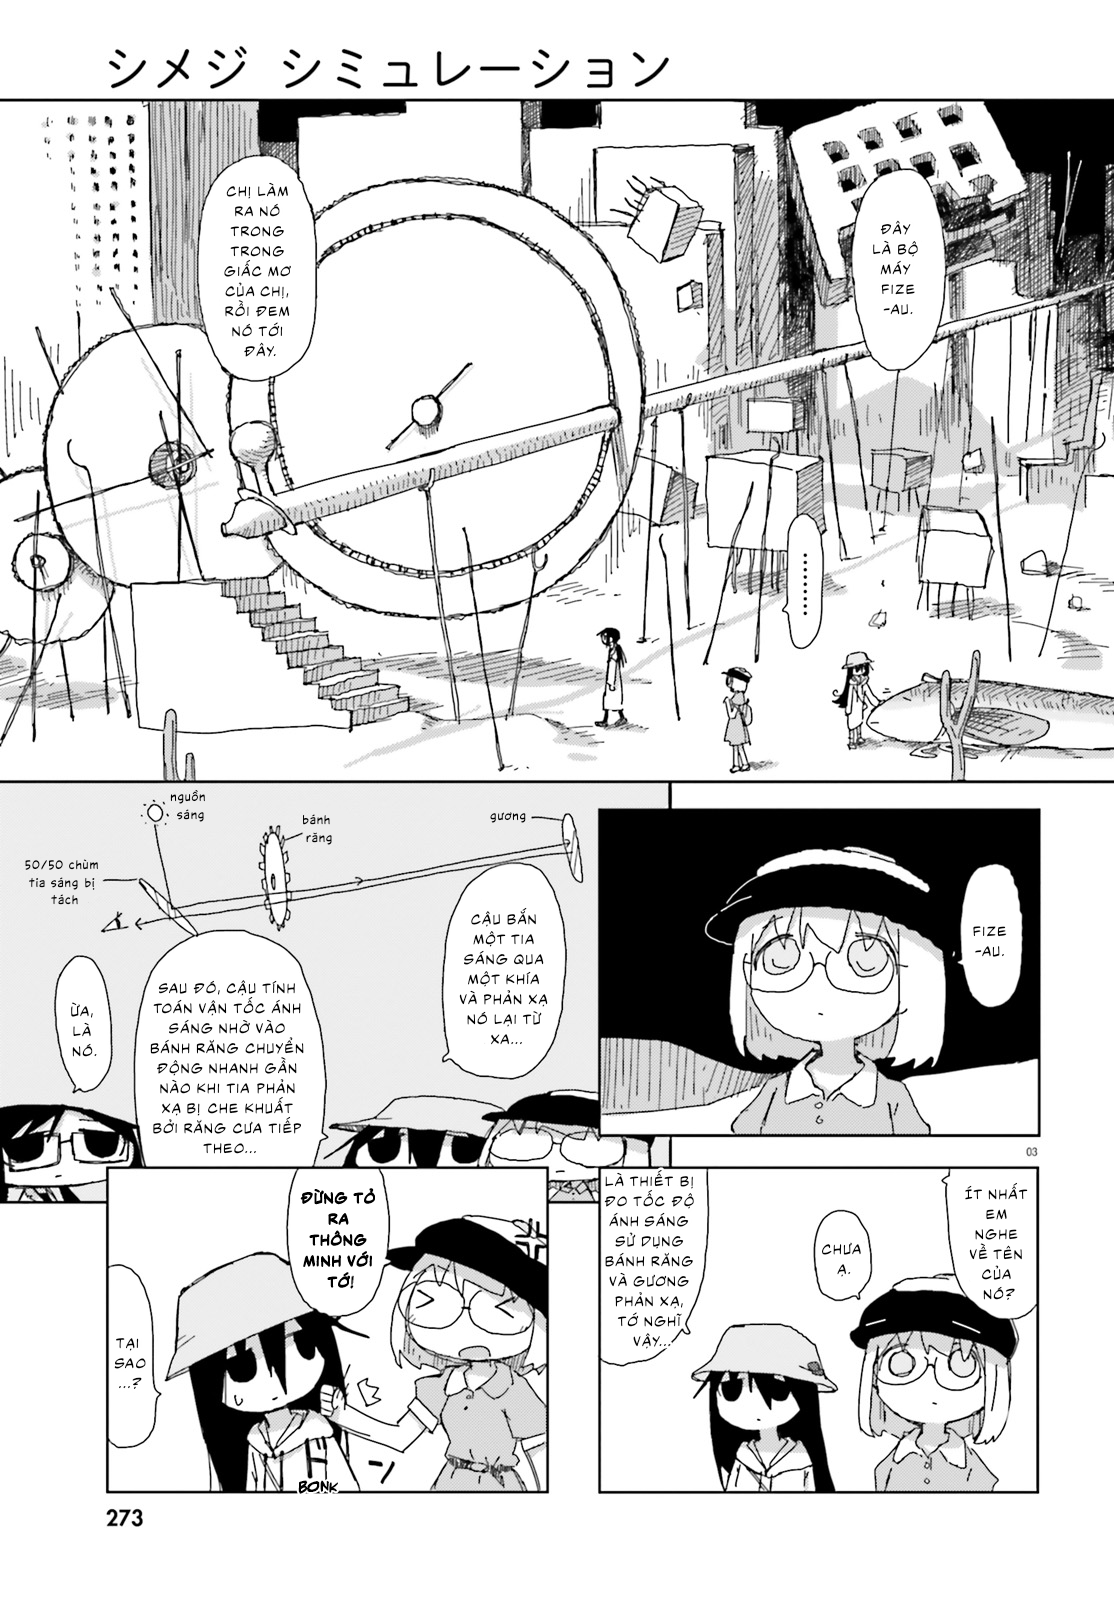 シメジ シミュレーション
ĐÂY
LÀ BỘ
MÁY
FIZE
-AU.
CHỊ LÀM
RA NÓ
TRONG
TRONG
GIẤC MƠ
CỦA CHỊ,
RỒI ĐEM
NÓ TỚI
ĐÂY.
.........
FIZE
-AU.
03
nguồn
sáng
bánh
răng
gương
50/50 chùm
tia sáng bị
tách
CẬU BẮN
MỘT TIA
SÁNG QUA
MỘT KHÍA
VÀ PHẢN XẠ
NÓ LẠI TỪ
XA...
SAU ĐÓ, CẬU TÍNH
TOÁN VẬN TỐC ÁNH
SÁNG NHỜ VÀO
BÁNH RĂNG CHUYỂN
ĐỘNG NHANH GẦN
NÀO KHI TIA PHẢN
XẠ BỊ CHE KHUẤT
BỞI RĂNG CƯA TIẾP
THEO...
ỪA,
LÀ
NÓ.
ÍT NHẤT
EM
NGHE
VỀ TÊN
CỦA
NÓ?
CHƯA
Ạ.
LÀ THIẾT BỊ
ĐO TỐC ĐỘ
ÁNH SÁNG
SỬ DỤNG
BÁNH RĂNG
VÀ GƯƠNG
PHẢN XẠ,
TỚ NGHĨ
VẬY...
ĐỪNG TỎ
RA
THÔNG
MINH VỚI
TỚ!
TẠI
SAO
...?
ドン
BONK
273